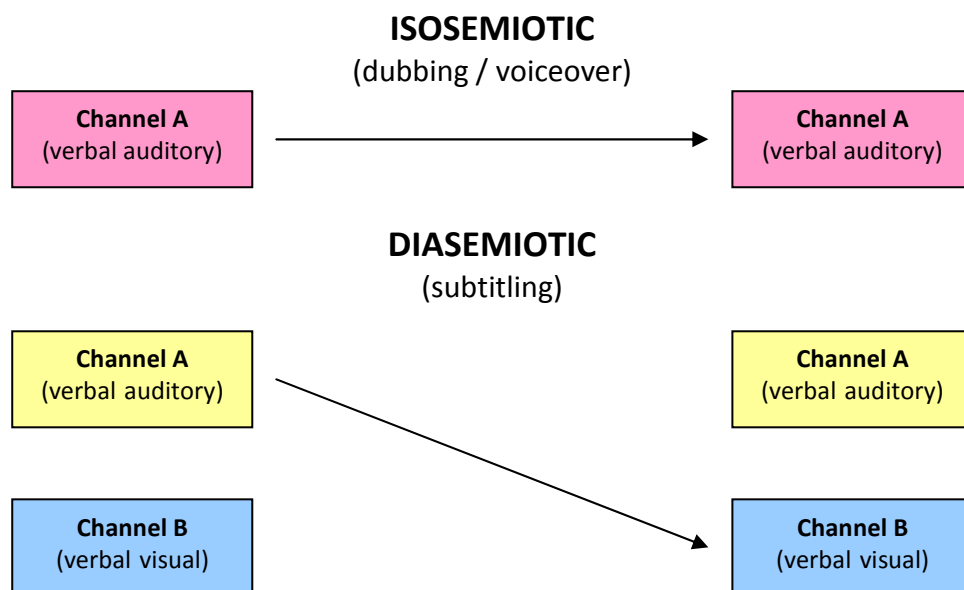 ISOSEMIOTIC
(dubbing / voiceover)
Channel A
(verbal auditory)
Channel A
(verbal auditory)
DIASEMIOTIC
(subtitling)
Channel A
(verbal auditory)
Channel A
(verbal auditory)
Channel B
(verbal visual)
Channel B
(verbal visual)